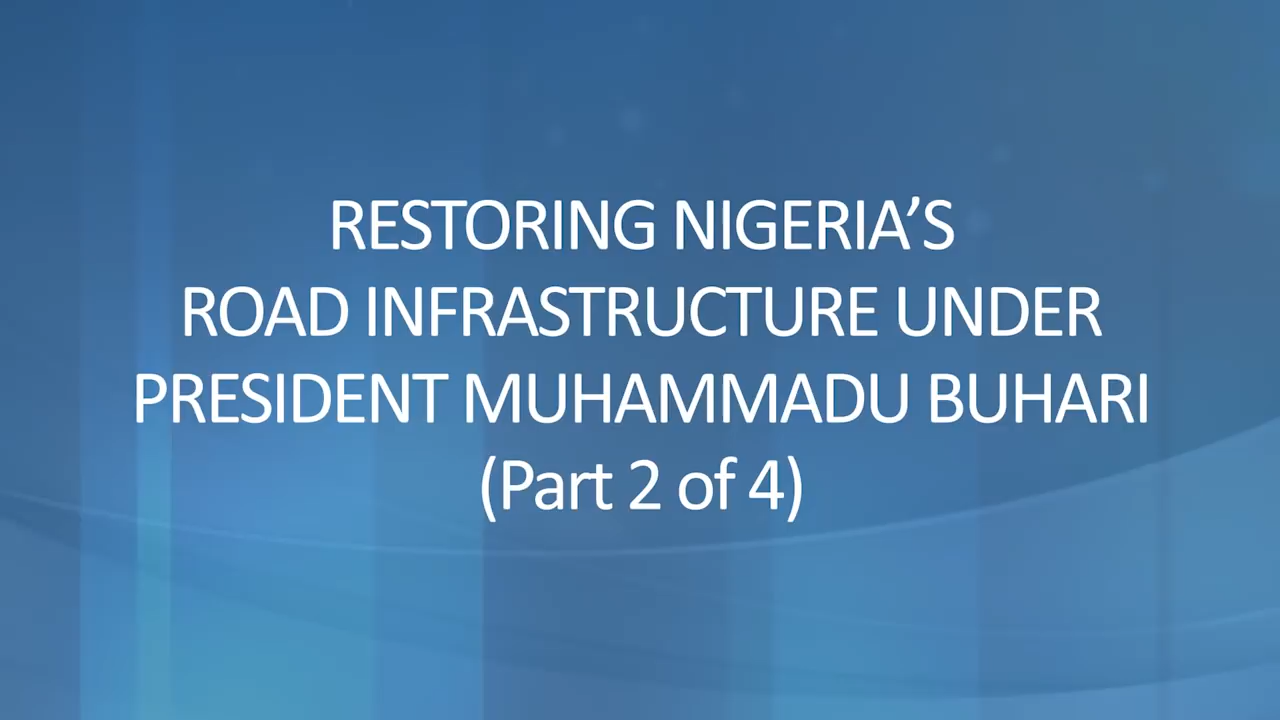 RESTORING NIGERIA’S
ROAD INFRASTRUCTURE UNDER
PRESIDENT MUHAMMADU BUHARI
(Part 2 of 4)